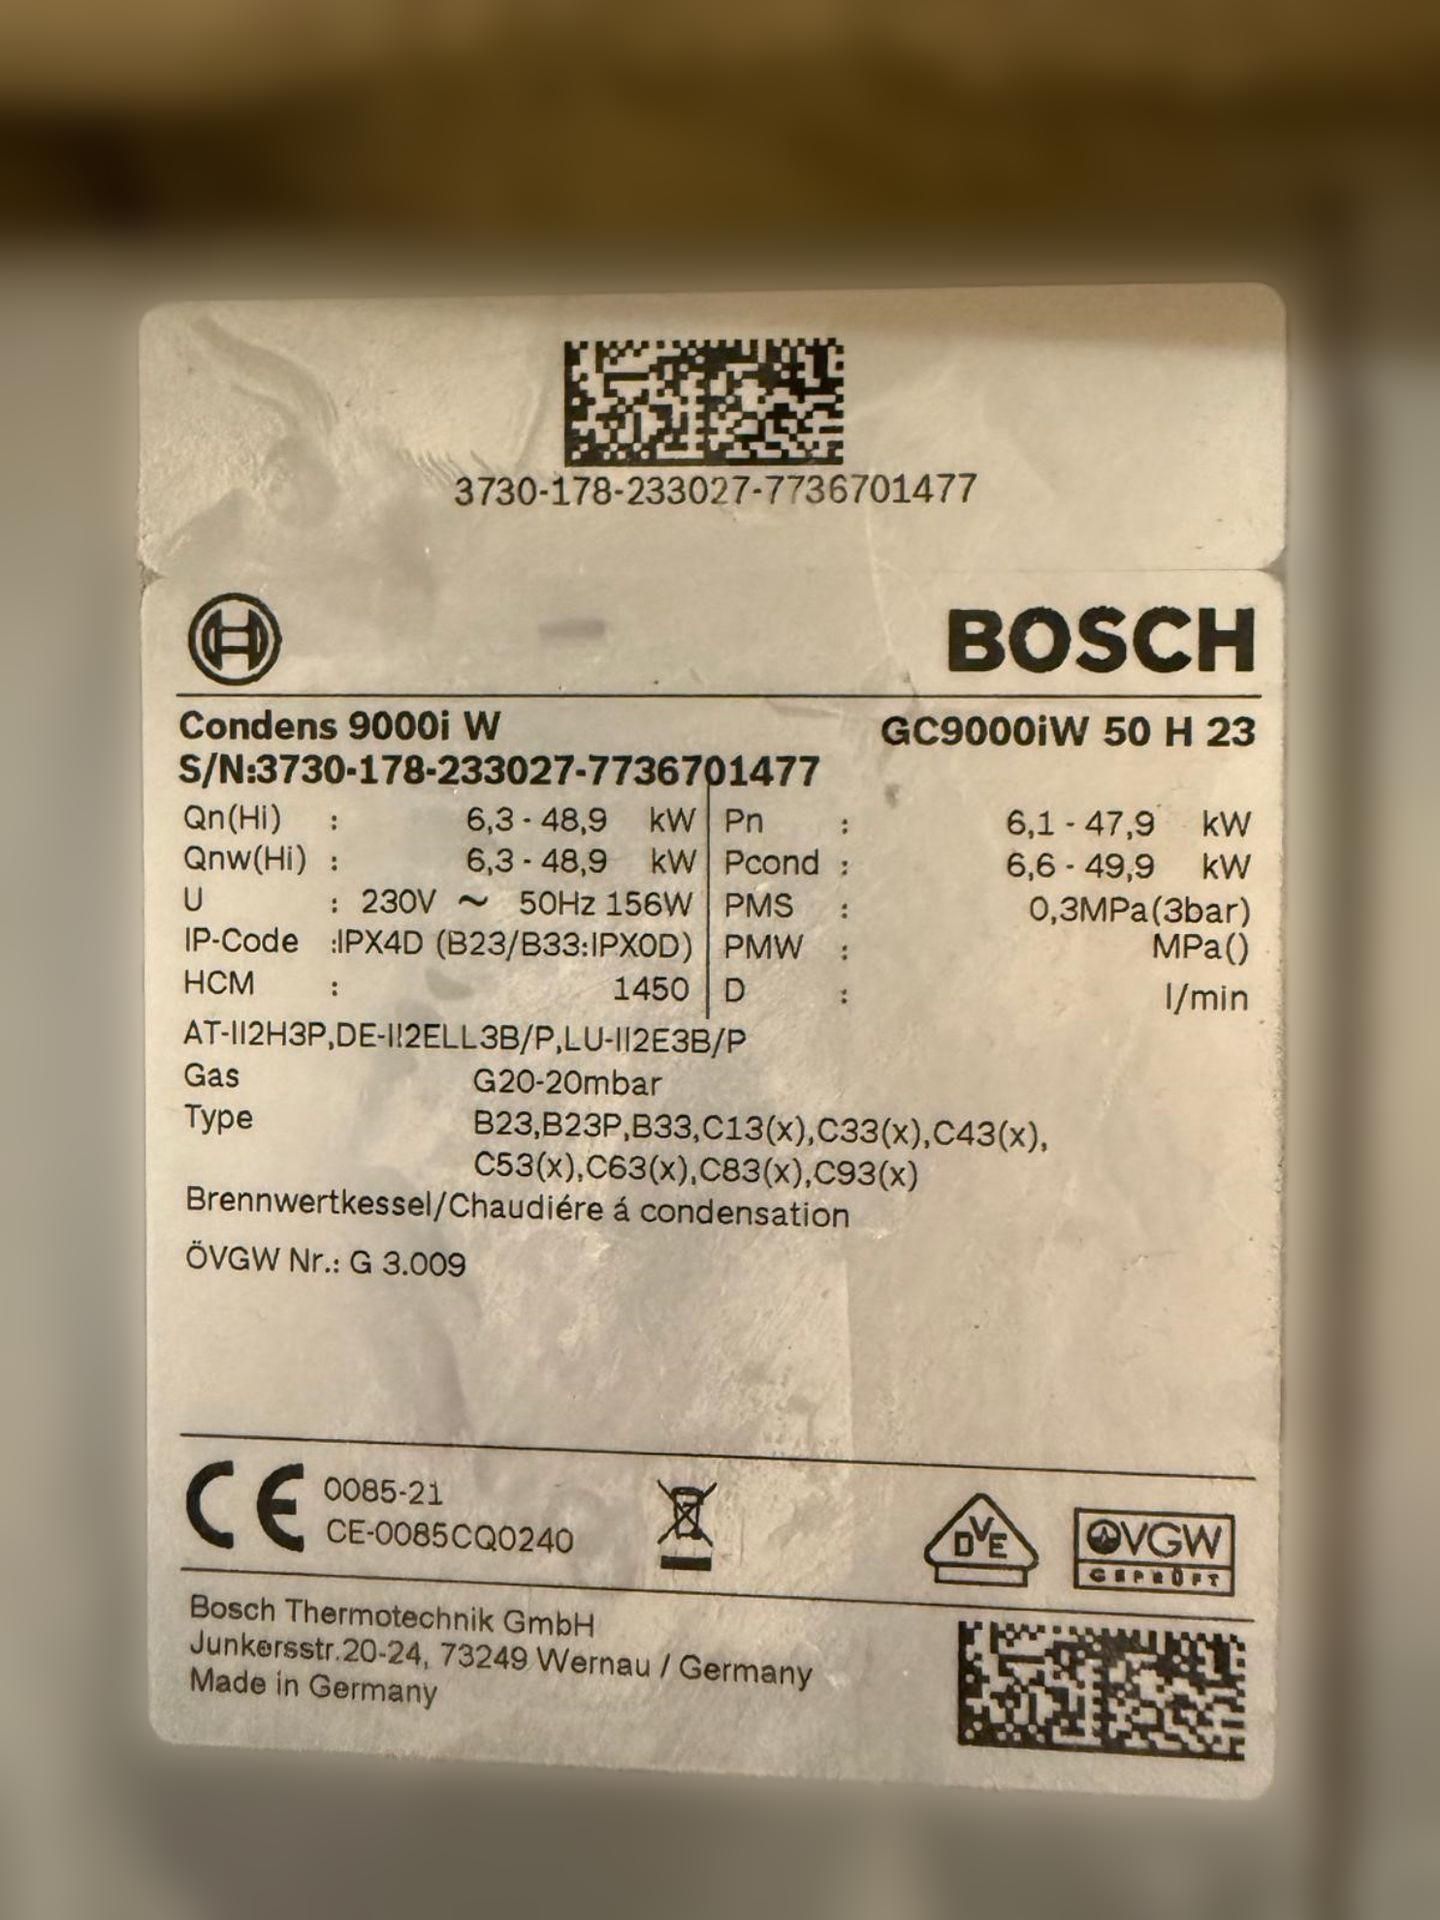 3730-178-233027-7736701477
BOSCH
Condens 9000i W GC9000iW 50 H 23
S/N:3730-178-233027-7736701477
Qn(Hi) : 6,3 - 48,9 kW Pn : 6,1 - 47,9 kW
Qnw(Hi) : 6,3 - 48,9 kW Pcond : 6,6 - 49,9 kW
U : 230V ~ 50Hz 156W PMS : 0,3MPa(3bar)
IP-Code :IPX4D (B23/B33:IPX0D) PMW : MPa()
HCM : 1450 D : l/min
AT-II2H3P,DE-II2ELL3B/P,LU-II2E3B/P
Gas G20-20mbar
Type B23,B23P,B33,C13(x),C33(x),C43(x),
C53(x),C63(x),C83(x),C93(x)
Brennwertkessel/Chaudiére á condensation
ÖVGW Nr.: G 3.009
CE 0085-21
CE-0085CQ0240
DVE
ÖVGW
GEPRÜFT
Bosch Thermotechnik GmbH
Junkersstr.20-24, 73249 Wernau / Germany
Made in Germany